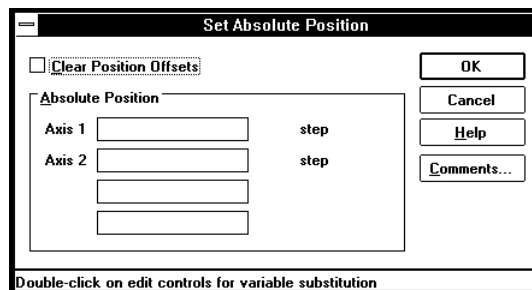 Set Absolute Position
Clear Position Offsets
OK
Absolute Position
Cancel
Axis 1 step
Help
Axis 2 step
Comments...
Double-click on edit controls for variable substitution